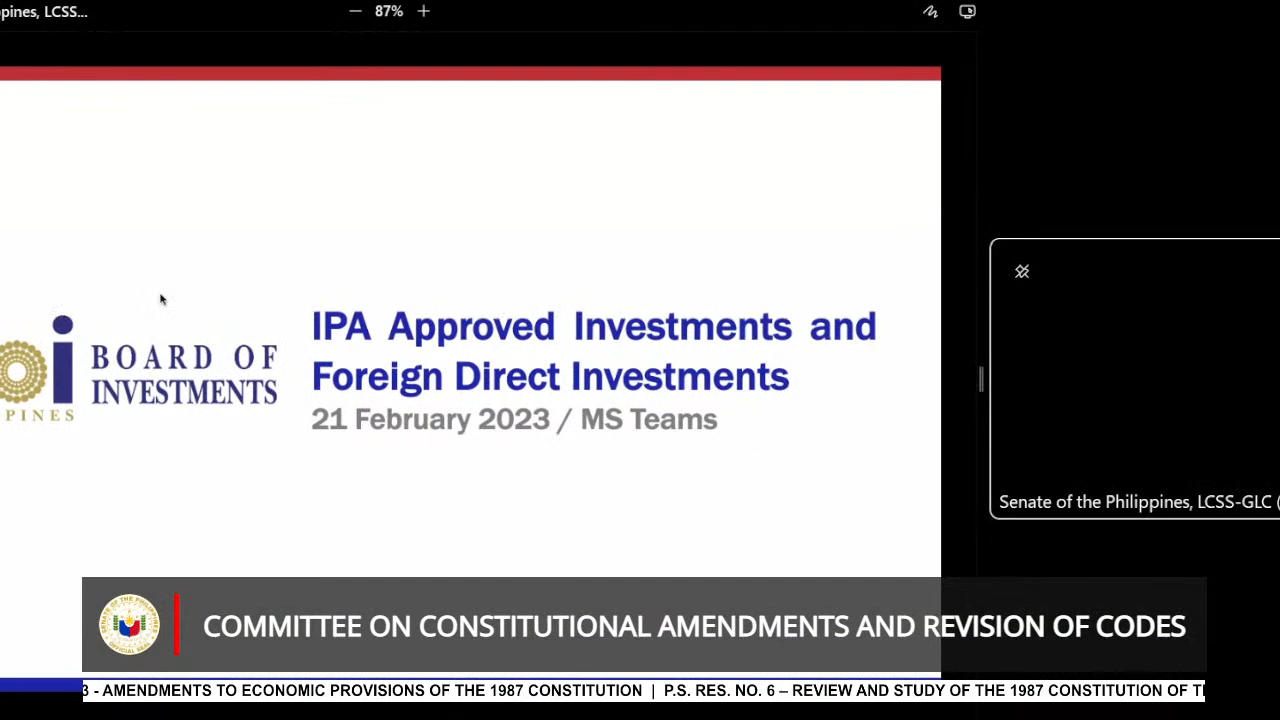 pines, LCSS...
87%
IPA Approved Investments and
Foreign Direct Investments
21 February 2023 / MS Teams
BOARD OF
INVESTMENTS
PPINES
Senate of the Philippines, LCSS-GLC (
COMMITTEE ON CONSTITUTIONAL AMENDMENTS AND REVISION OF CODES
3 - AMENDMENTS TO ECONOMIC PROVISIONS OF THE 1987 CONSTITUTION | P.S. RES. NO. 6 – REVIEW AND STUDY OF THE 1987 CONSTITUTION OF